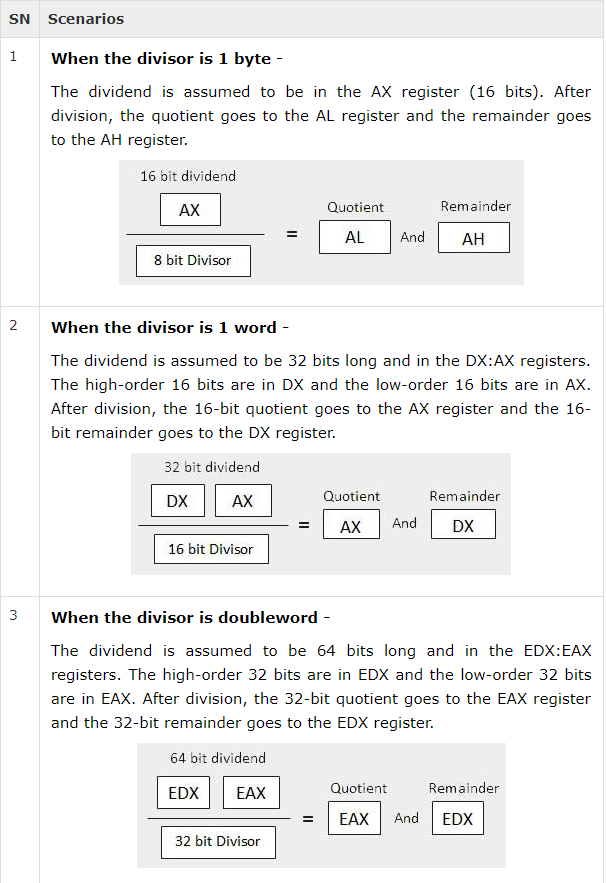 SN Scenarios
1 When the divisor is 1 byte -
The dividend is assumed to be in the AX register (16 bits). After
division, the quotient goes to the AL register and the remainder goes
to the AH register.
16 bit dividend
AX
8 bit Divisor
=
Quotient
AL
And
Remainder
AH
2 When the divisor is 1 word -
The dividend is assumed to be 32 bits long and in the DX:AX registers.
The high-order 16 bits are in DX and the low-order 16 bits are in AX.
After division, the 16-bit quotient goes to the AX register and the 16-
bit remainder goes to the DX register.
32 bit dividend
DX AX
16 bit Divisor
=
Quotient
AX
And
Remainder
DX
3 When the divisor is doubleword -
The dividend is assumed to be 64 bits long and in the EDX:EAX
registers. The high-order 32 bits are in EDX and the low-order 32 bits
are in EAX. After division, the 32-bit quotient goes to the EAX register
and the 32-bit remainder goes to the EDX register.
64 bit dividend
EDX EAX
32 bit Divisor
=
Quotient
EAX
And
Remainder
EDX